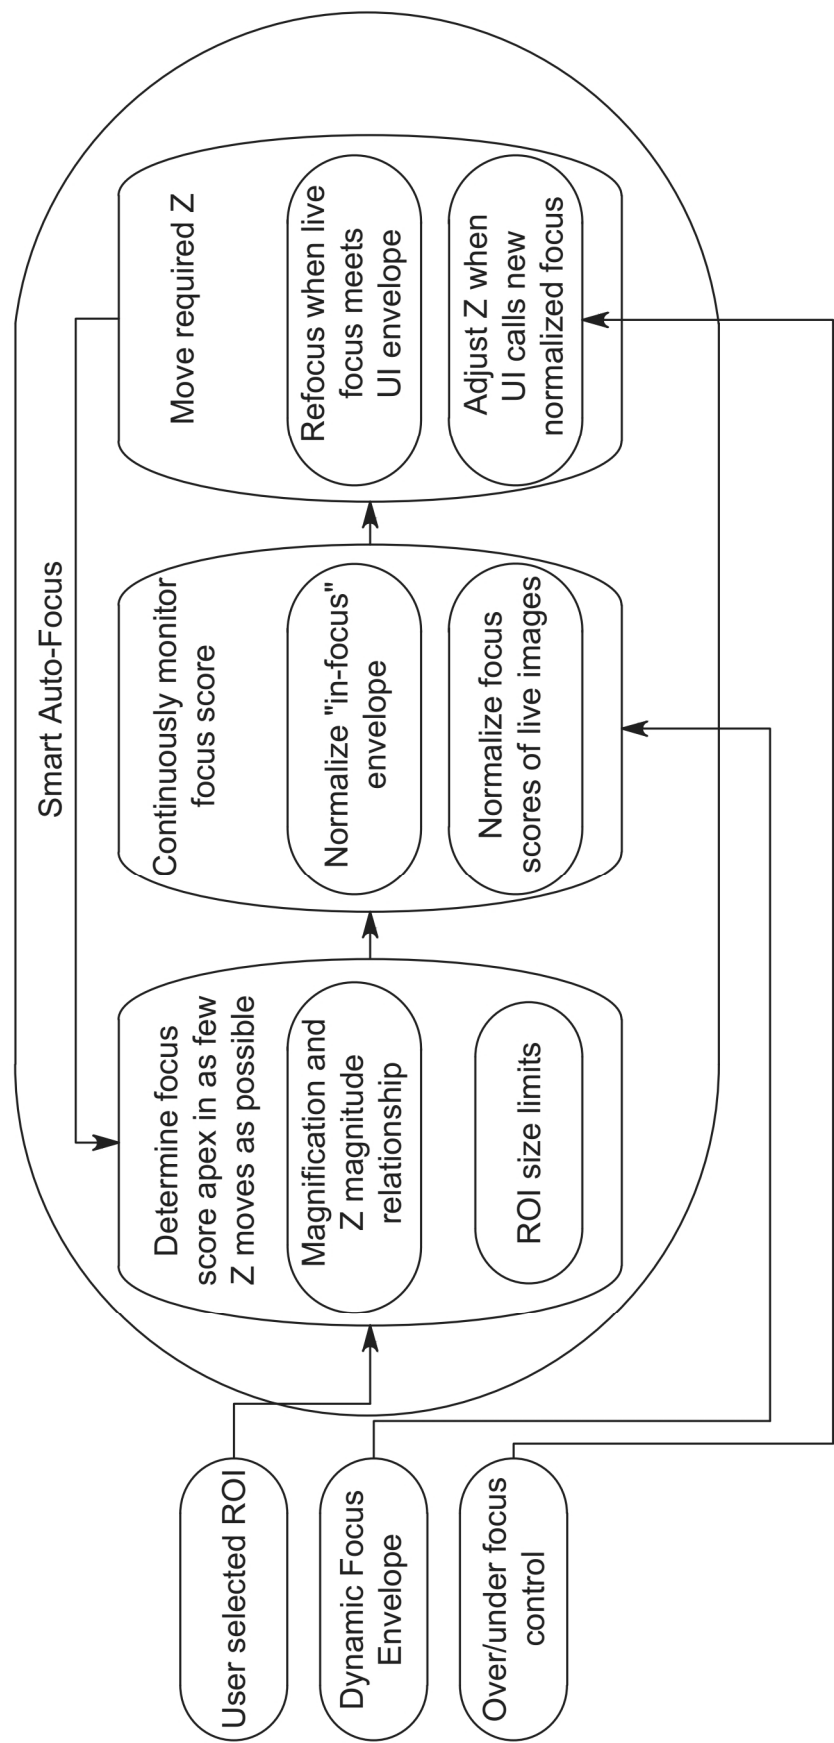 Smart Auto-Focus
User selected ROI
Dynamic Focus
Envelope
Over/under focus
control
Determine focus
score apex in as few
Z moves as possible
Magnification and
Z magnitude
relationship
ROI size limits
Continuously monitor
focus score
Normalize "in-focus"
envelope
Normalize focus
scores of live images
Move required Z
Refocus when live
focus meets
UI envelope
Adjust Z when
UI calls new
normalized focus